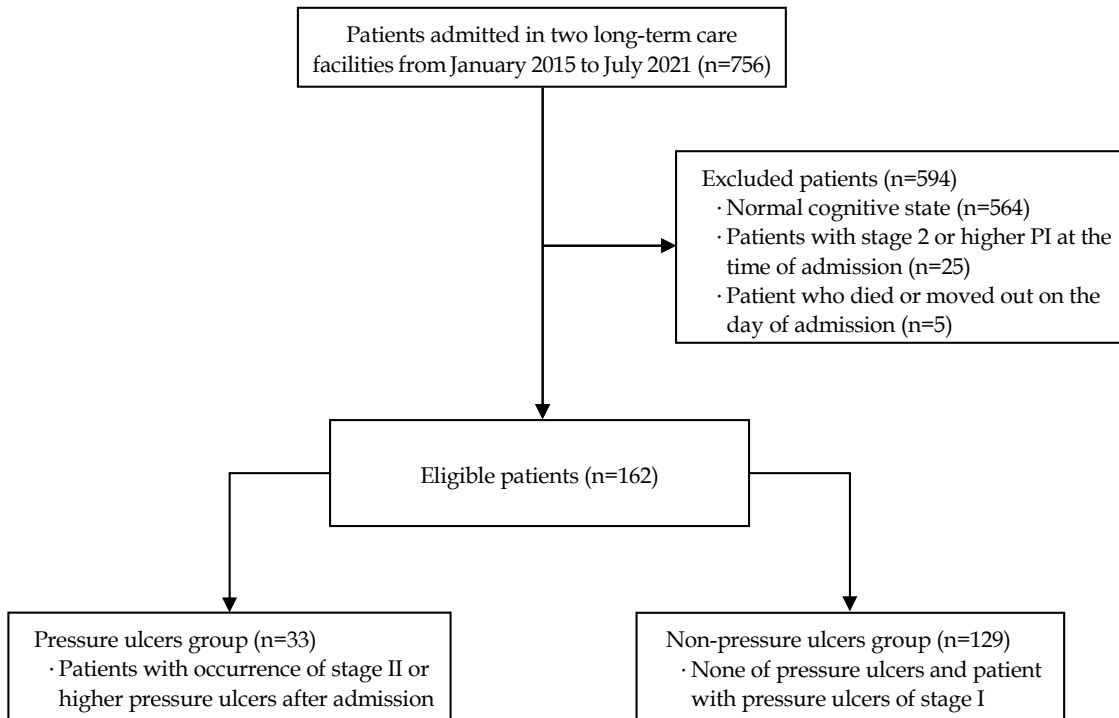 Patients admitted in two long-term care
facilities from January 2015 to July 2021 (n=756)
Excluded patients (n=594)
· Normal cognitive state (n=564)
· Patients with stage 2 or higher PI at the
time of admission (n=25)
· Patient who died or moved out on the
day of admission (n=5)
Eligible patients (n=162)
Pressure ulcers group (n=33)
· Patients with occurrence of stage II or
higher pressure ulcers after admission
Non-pressure ulcers group (n=129)
· None of pressure ulcers and patient
with pressure ulcers of stage I